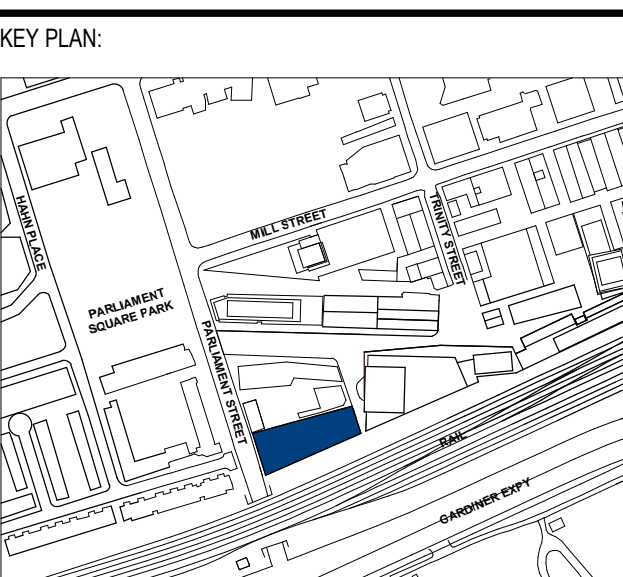 KEY PLAN:
MILL STREET
TRINITY STREET
HAHN PLACE
PARLIAMENT
SQUARE PARK
PARLIAMENT STREET
RAIL
GARDINER EXPY